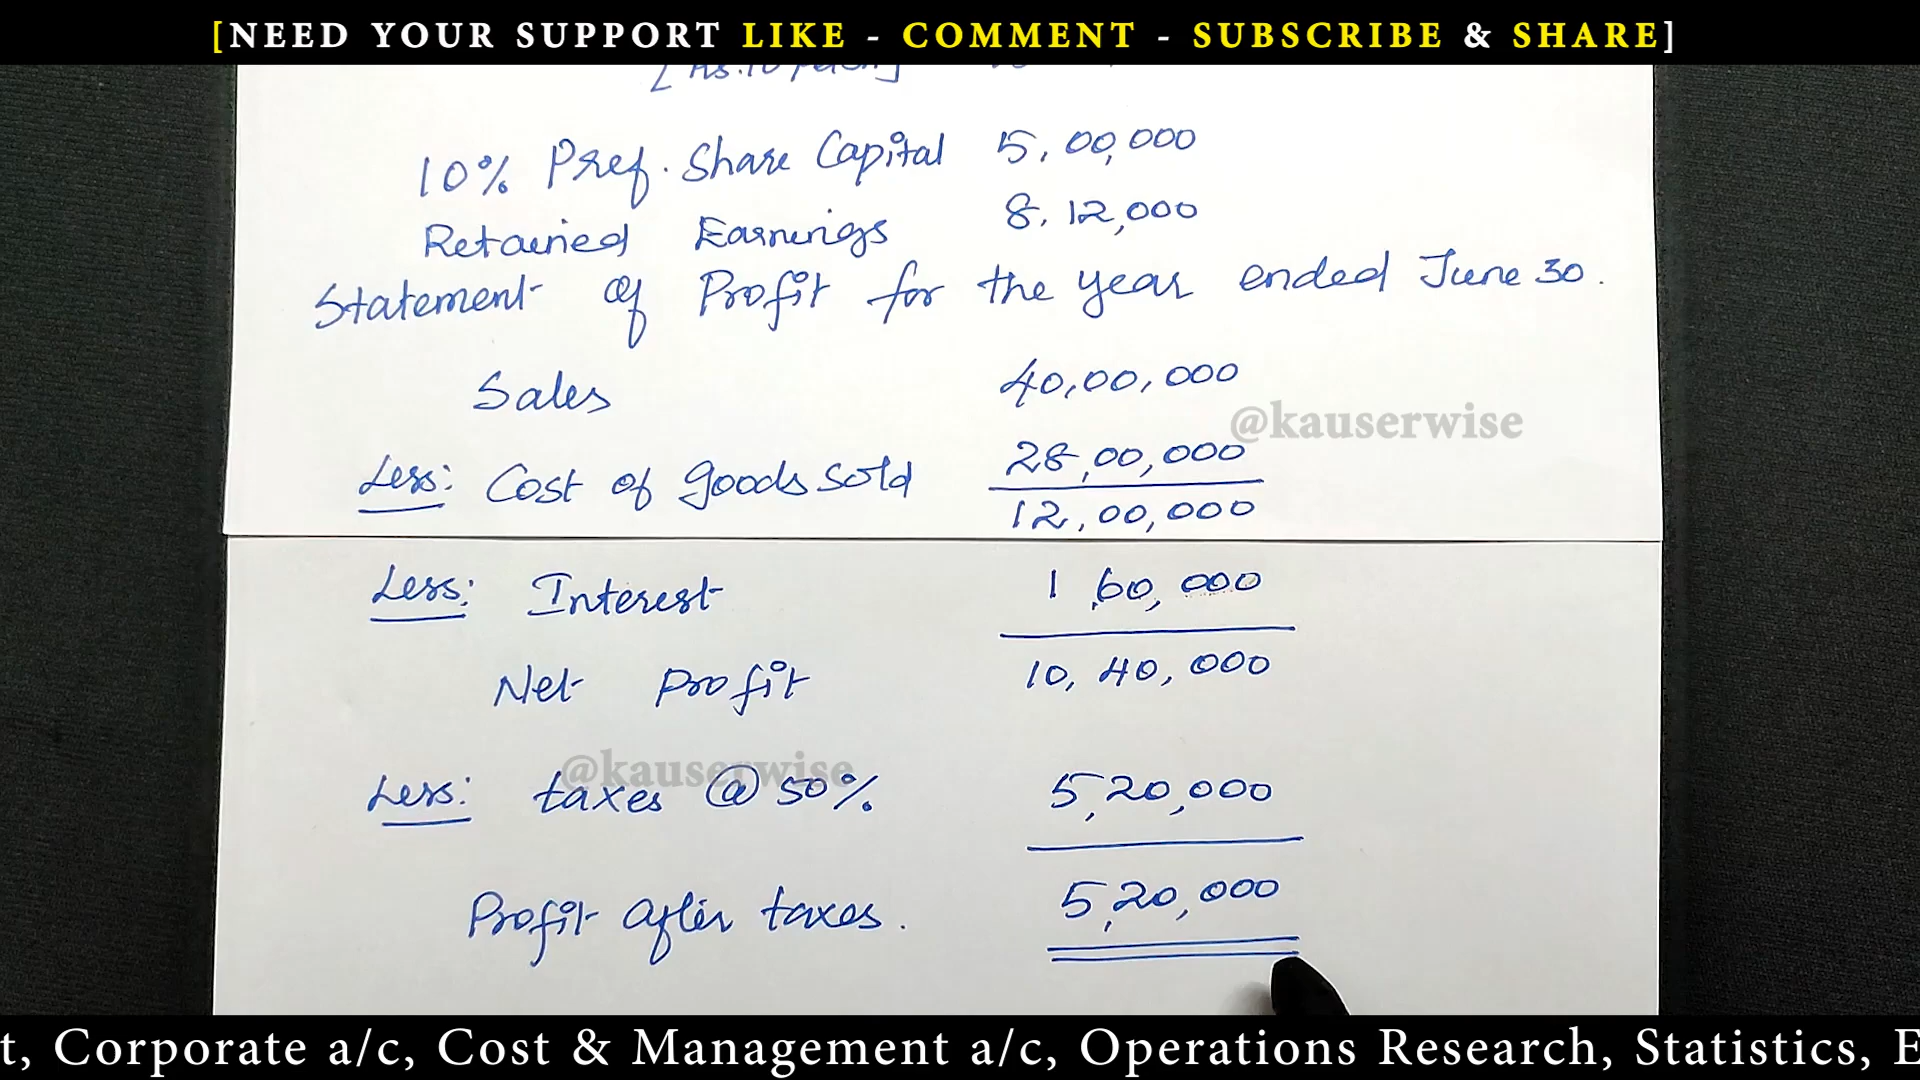 [NEED YOUR SUPPORT LIKE - COMMENT - SUBSCRIBE & SHARE]
10% Pref. Share Capital 5,00,000
Retained Earnings 8,12,000
Statement of Profit for the year ended June 30.
Sales 40,00,000
@kauserwise
Less: Cost of goods sold 28,00,000
12,00,000
Less: Interest 1,60,000
Net Profit 10,40,000
@kauserwise
Less: taxes @ 50% 5,20,000
Profit after taxes. 5,20,000
t, Corporate a/c, Cost & Management a/c, Operations Research, Statistics, E